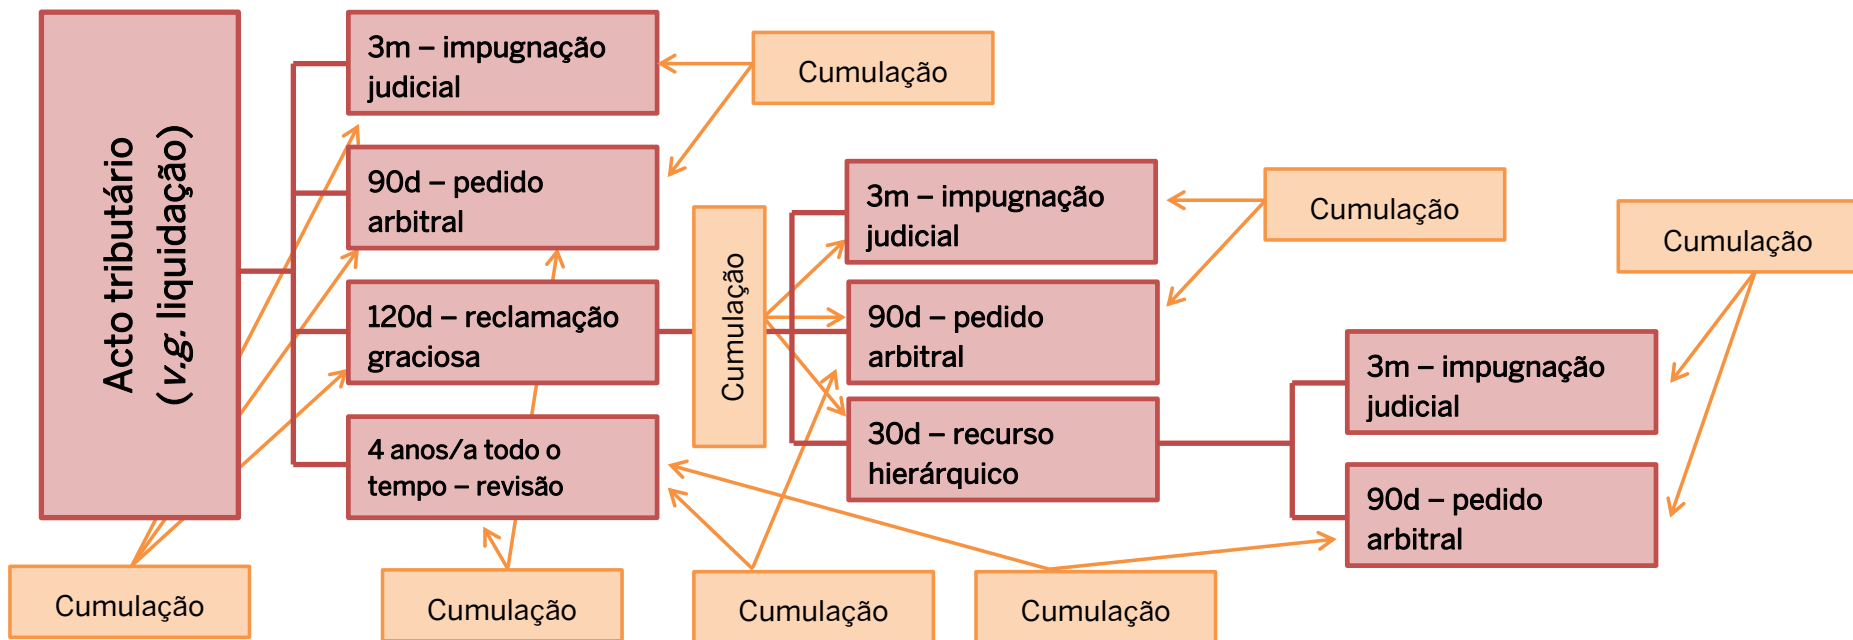 Acto tributário
(v.g. liquidação)
3m – impugnação
judicial
90d – pedido
arbitral
120d – reclamação
graciosa
4 anos/a todo o
tempo – revisão
Cumulação
Cumulação
3m – impugnação
judicial
90d – pedido
arbitral
30d – recurso
hierárquico
Cumulação
Cumulação
3m – impugnação
judicial
90d – pedido
arbitral
Cumulação
Cumulação
Cumulação
Cumulação